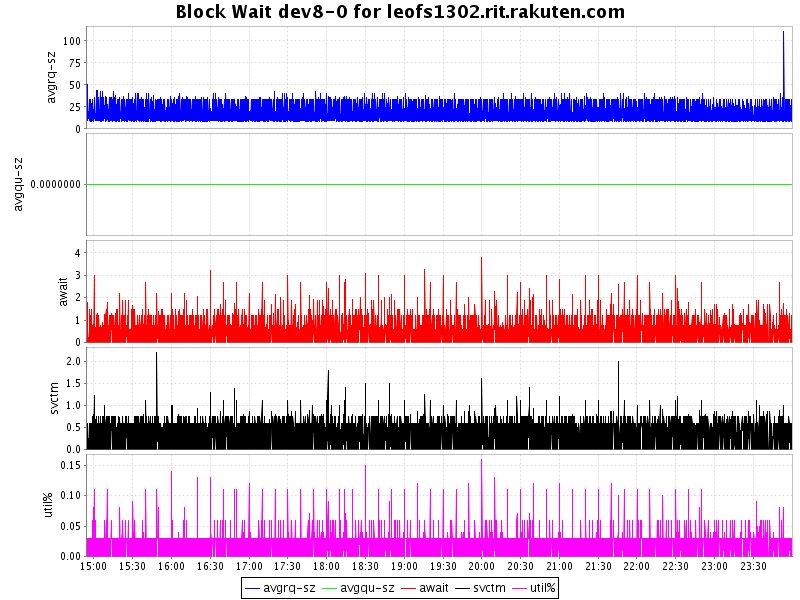 Block Wait dev8-0 for leofs1302.rit.rakuten.com
avgrq-sz
100
75
50
25
0
avgqu-sz
0.0000000
await
4
3
2
1
0
svctm
2.0
1.5
1.0
0.5
0.0
util%
0.15
0.10
0.05
0.00
15:00 15:30 16:00 16:30 17:00 17:30 18:00 18:30 19:00 19:30 20:00 20:30 21:00 21:30 22:00 22:30 23:00 23:30
avgrq-sz avgqu-sz await svctm util%